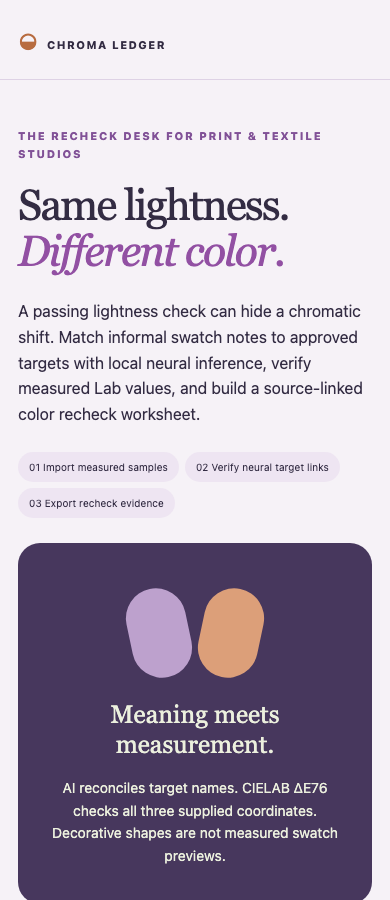 CHROMA LEDGER
THE RECHECK DESK FOR PRINT & TEXTILE
STUDIOS
Same lightness.
Different color.
A passing lightness check can hide a chromatic
shift. Match informal swatch notes to approved
targets with local neural inference, verify
measured Lab values, and build a source-linked
color recheck worksheet.
01 Import measured samples
02 Verify neural target links
03 Export recheck evidence
Meaning meets
measurement.
AI reconciles target names. CIELAB ΔE76
checks all three supplied coordinates.
Decorative shapes are not measured swatch
previews.